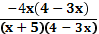 −4x(4 − 3x)
(x + 5)(4 − 3x)